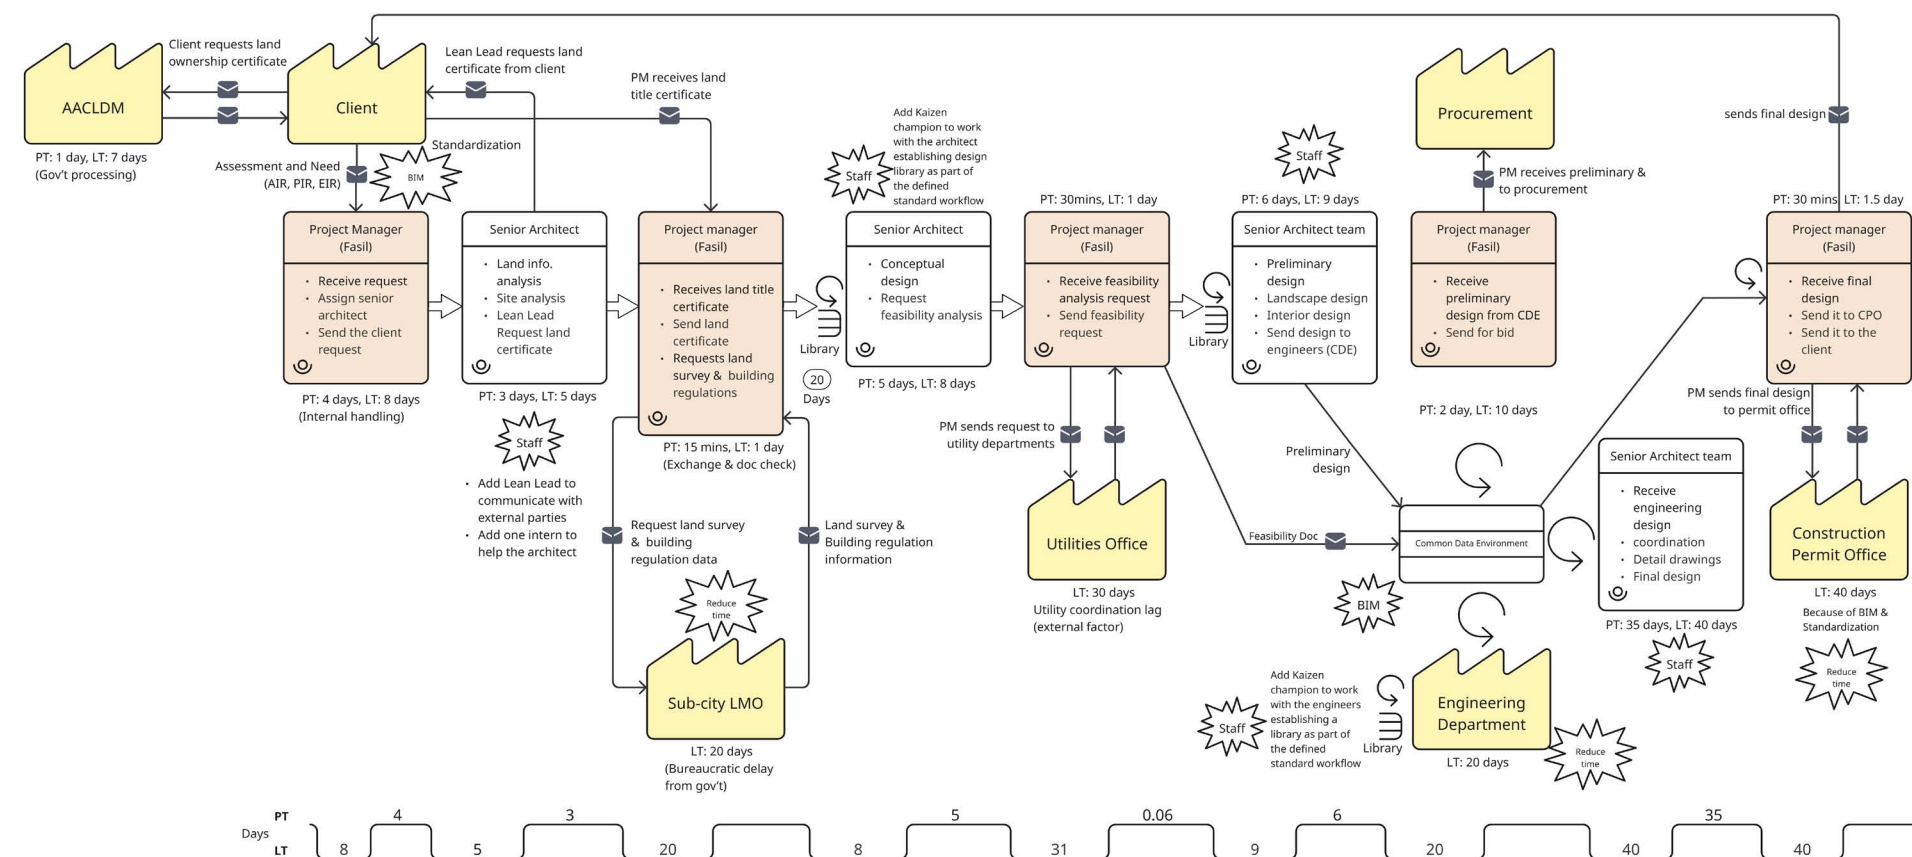 Client requests land
ownership certificate
AACLDM
PT: 1 day, LT: 7 days
(Gov't processing)
Client
Lean Lead requests land
certificate from client
PM receives land
title certificate
Assessment and Need
(AIR, PIR, EIR)
BIM
Standardization
Project Manager
(Fasil)
• Receive request
• Assign senior
architect
• Send the client
request
PT: 4 days, LT: 8 days
(Internal handling)
Senior Architect
• Land info.
analysis
• Site analysis
• Lean Lead
Request land
certificate
PT: 3 days, LT: 5 days
Staff
• Add Lean Lead to
communicate with
external parties
• Add one intern to
help the architect
Project manager
(Fasil)
• Receives land title
certificate
• Send land
certificate
• Requests land
survey & building
regulations
PT: 15 mins, LT: 1 day
(Exchange & doc check)
Request land survey
& building
regulation data
Land survey &
Building regulation
information
Reduce
time
Sub-city LMO
LT: 20 days
(Bureaucratic delay
from gov't)
Library
20
Days
Staff
Add Kaizen
champion to work
with the architect
establishing design
library as part of
the defined
standard workflow
Senior Architect
• Conceptual
design
• Request
feasibility analysis
PT: 5 days, LT: 8 days
PT: 30mins, LT: 1 day
Project manager
(Fasil)
• Receive feasibility
analysis request
• Send feasibility
request
PM sends request to
utility departments
Utilities Office
LT: 30 days
Utility coordination lag
(external factor)
Library
Staff
PT: 6 days, LT: 9 days
Senior Architect team
• Preliminary
design
• Landscape design
• Interior design
• Send design to
engineers (CDE)
Preliminary
design
Feasibility Doc
Procurement
PM receives preliminary &
to procurement
Project manager
(Fasil)
• Receive
preliminary
design from CDE
• Send for bid
PT: 2 day, LT: 10 days
Common Data Environment
BIM
Staff
Add Kaizen
champion to work
with the engineers
establishing a
library as part of
the defined
standard workflow
Library
Engineering
Department
LT: 20 days
Reduce
time
Senior Architect team
• Receive
engineering
design
• coordination
• Detail drawings
• Final design
PT: 35 days, LT: 40 days
Staff
sends final design
PT: 30 mins, LT: 1.5 day
Project manager
(Fasil)
• Receive final
design
• Send it to CPO
• Send it to the
client
PM sends final design
to permit office
Construction
Permit Office
LT: 40 days
Because of BIM &
Standardization
Reduce
time
PT 4 3 5 0.06 6 35
Days
LT 8 5 20 8 31 9 20 40 40